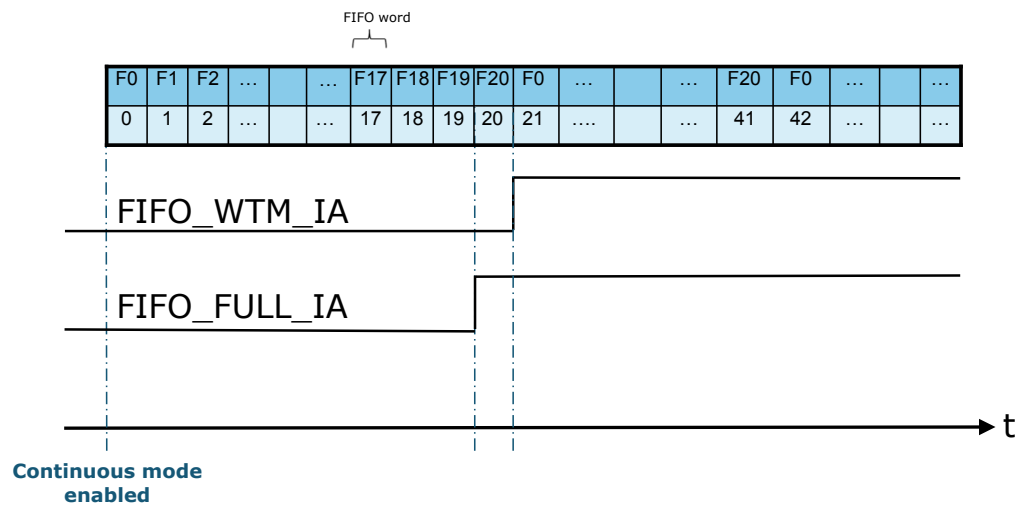 FIFO word
F0 F1 F2 … … F17 F18 F19 F20 F0 … … F20 F0 … …
0 1 2 … … 17 18 19 20 21 …. … 41 42 … …
FIFO_WTM_IA
FIFO_FULL_IA
t
Continuous mode
enabled